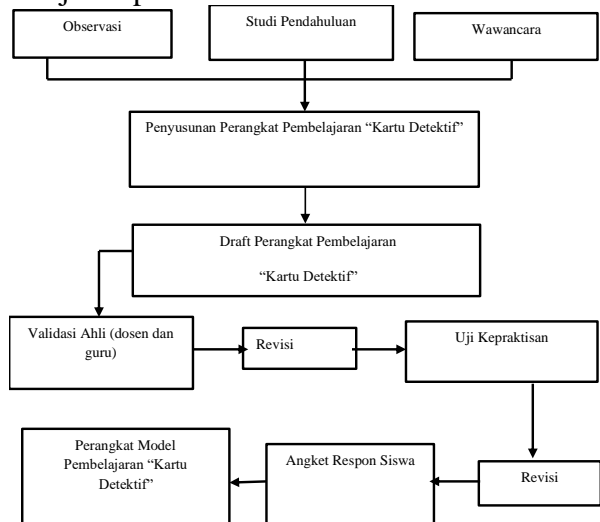 Observasi
Studi Pendahuluan
Wawancara
Penyusunan Perangkat Pembelajaran “Kartu Detektif”
Draft Perangkat Pembelajaran
“Kartu Detektif”
Validasi Ahli (dosen dan
guru)
Revisi
Uji Kepraktisan
Perangkat Model
Pembelajaran “Kartu
Detektif”
Angket Respon Siswa
Revisi